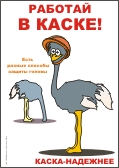 РАБОТАЙ
В КАСКЕ!
Есть
разные способы
защиты головы
КАСКА-НАДЕЖНЕЕ